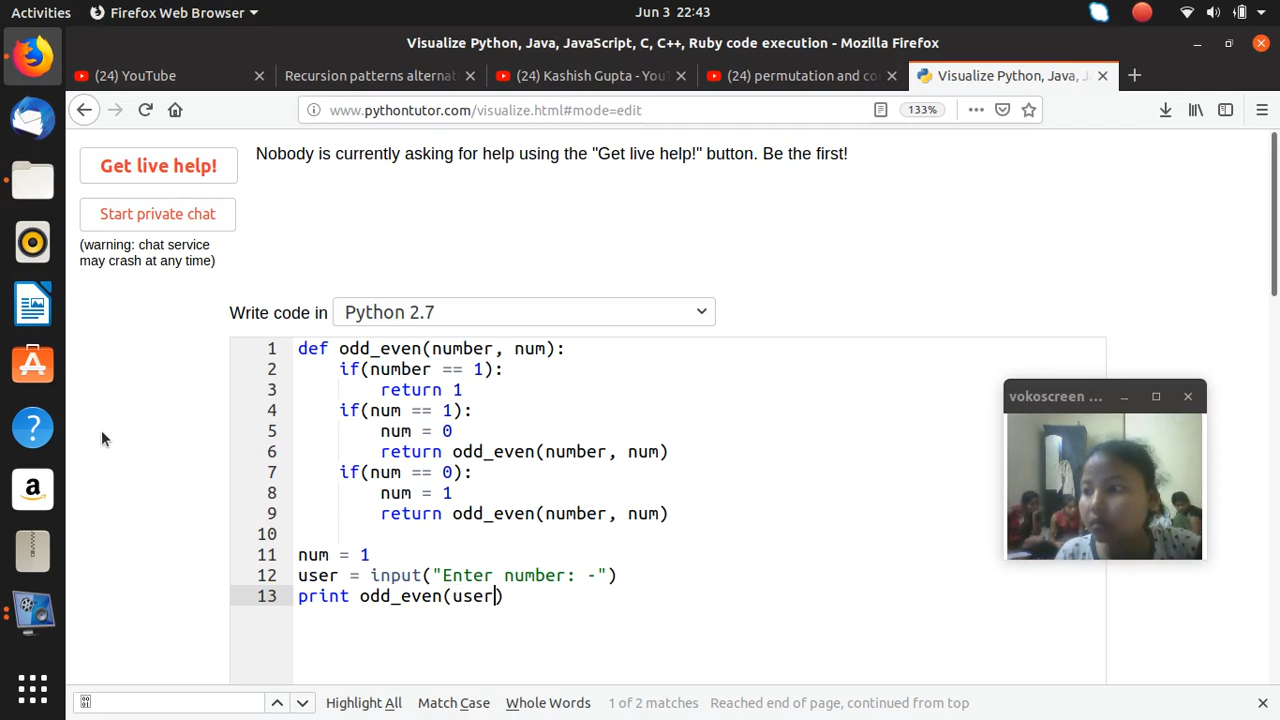 Activities
Firefox Web Browser
Jun 3 22:43
Visualize Python, Java, JavaScript, C, C++, Ruby code execution - Mozilla Firefox
(24) YouTube
Recursion patterns alternat
(24) Kashish Gupta - You
(24) permutation and co
Visualize Python, Java, J
www.pythontutor.com/visualize.html#mode=edit
133%
Get live help!
Nobody is currently asking for help using the "Get live help!" button. Be the first!
Start private chat
(warning: chat service
may crash at any time)
Write code in
Python 2.7
1 def odd_even(number, num):
2 if(number == 1):
3 return 1
4 if(num == 1):
5 num = 0
6 return odd_even(number, num)
7 if(num == 0):
8 num = 1
9 return odd_even(number, num)
10
11 num = 1
12 user = input("Enter number: -")
13 print odd_even(user)
vokoscreen ...
Highlight All
Match Case
Whole Words
1 of 2 matches
Reached end of page, continued from top